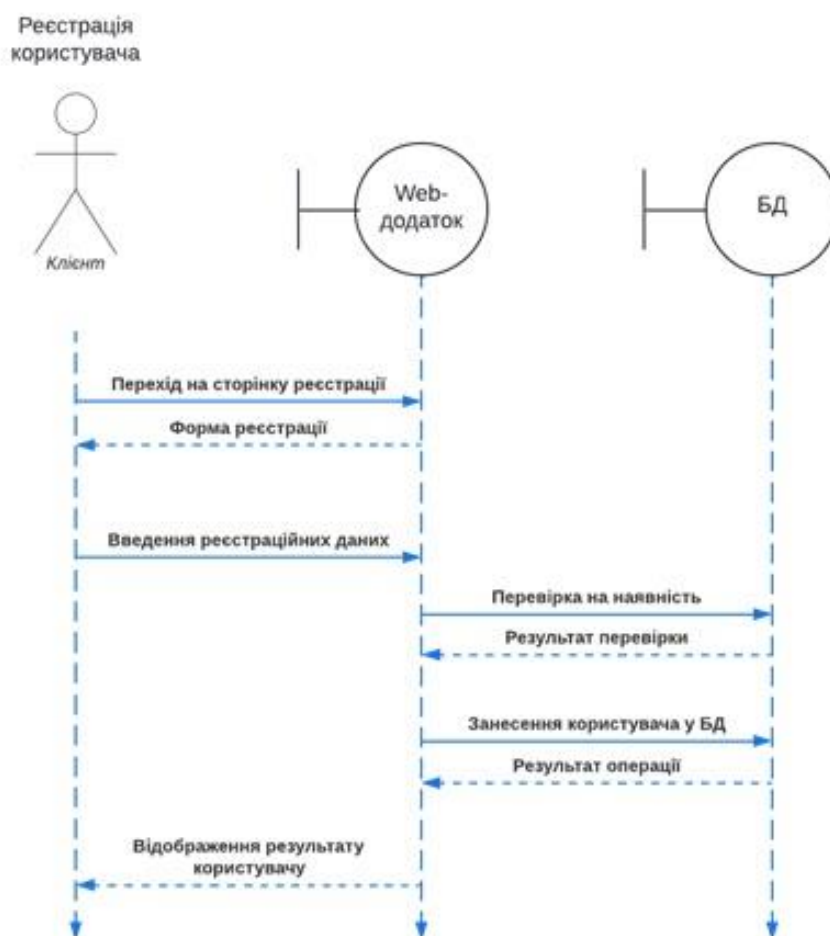 Реєстрація
користувача
Клієнт
Web-
додаток
БД
Перехід на сторінку реєстрації
Форма реєстрації
Введення реєстраційних даних
Перевірка на наявність
Результат перевірки
Занесення користувача у БД
Результат операції
Відображення результату
користувачу